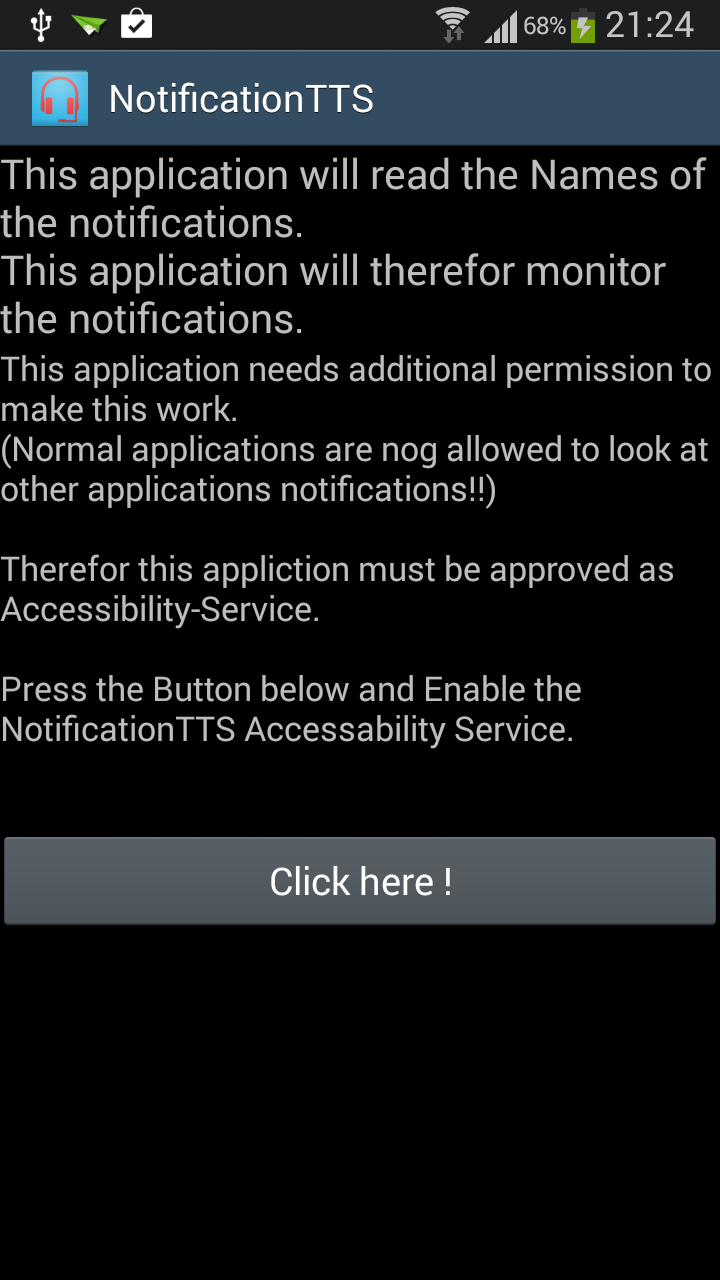 68% 21:24
NotificationTTS
This application will read the Names of
the notifications.
This application will therefor monitor
the notifications.
This application needs additional permission to
make this work.
(Normal applications are nog allowed to look at
other applications notifications!!)
Therefor this appliction must be approved as
Accessibility-Service.
Press the Button below and Enable the
NotificationTTS Accessability Service.
Click here !